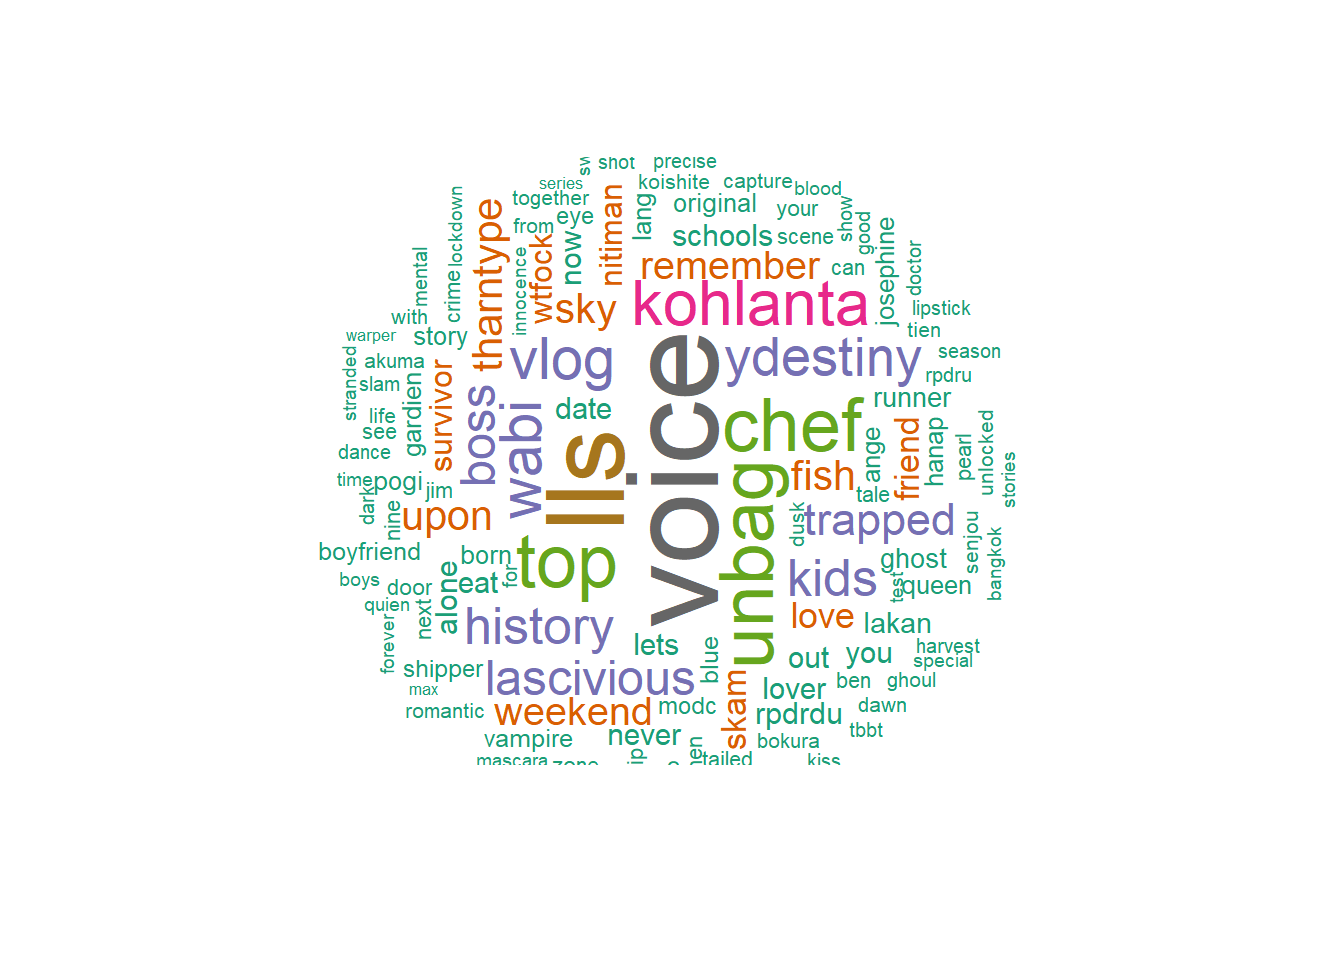 sw shot precise
series koishite capture blood
lockdown together lang original your show
from eye now nitiman schools scene good
mental crime innocence wtfock remember can josephine doctor
tharntype sky kohlanta lipstick
with story tien
warper vlog voice ydestiny season
stranded akuma rpdru
slam gardien survivor boss date chef runner
life wabi lls ange friend hanap
see pearl unlocked
dance fish stories
time pogi jim unbag tale
dark nine upon dusk trapped senjou
boyfriend born top ghost bangkok
boys door eat for kids test queen
quien next alone love lakan
forever history lets blue out you harvest
shipper special
max lascivious lover ben ghoul
romantic weekend modc skam rpdrdu dawn
vampire never bokura tbbt
mascara zone tailed kiss